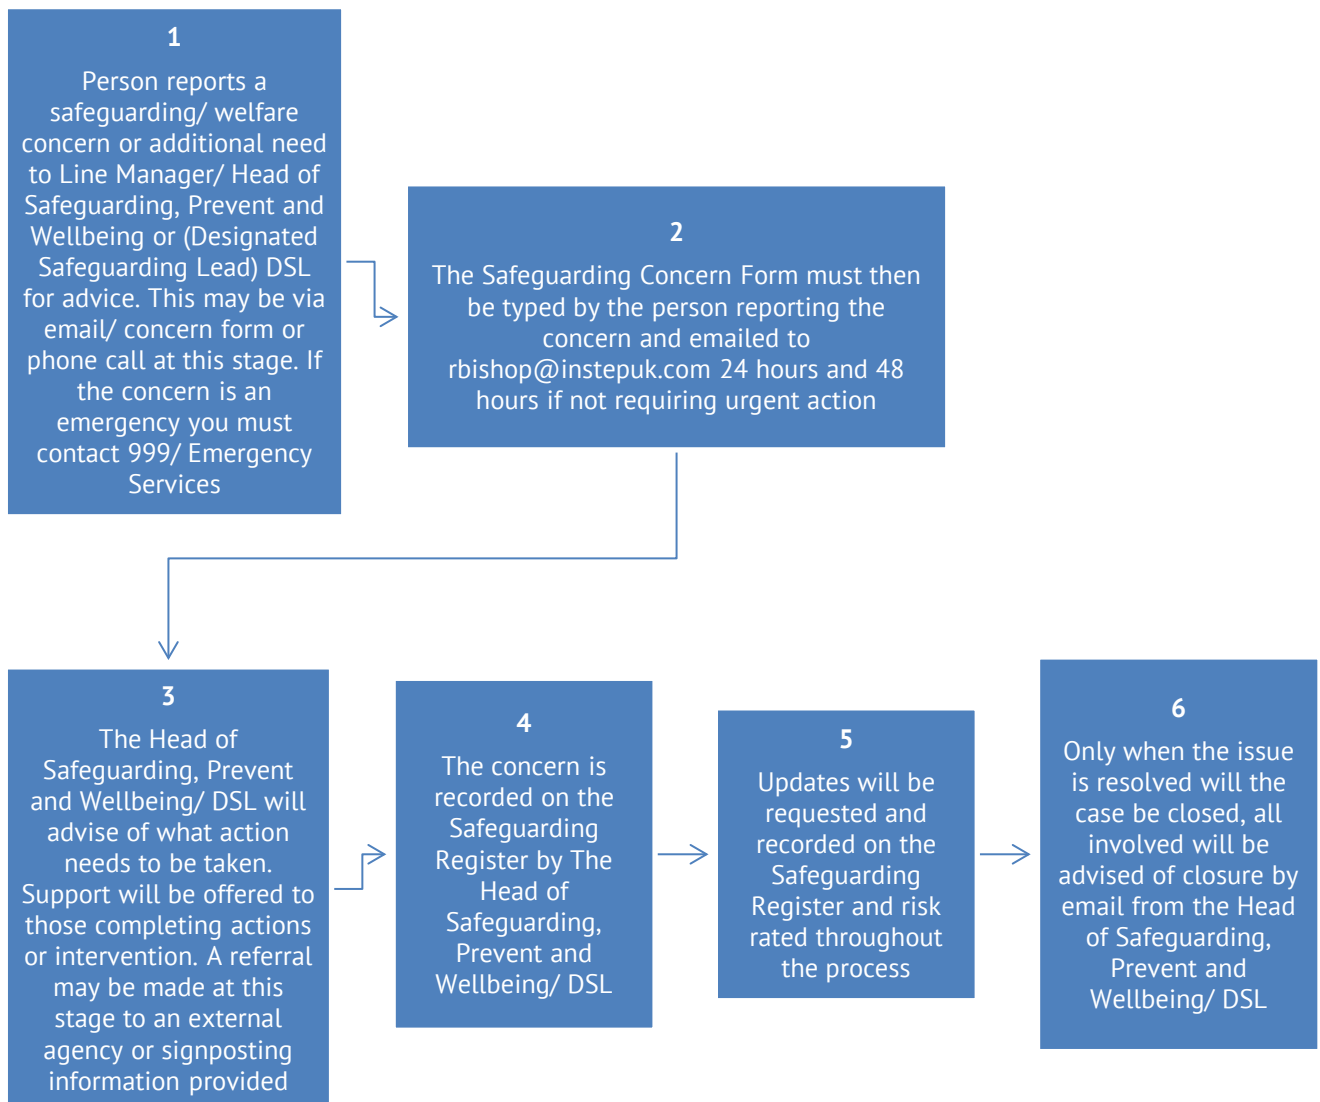 1
Person reports a
safeguarding/ welfare
concern or additional need
to Line Manager/ Head of
Safeguarding, Prevent and
Wellbeing or (Designated
Safeguarding Lead) DSL
for advice. This may be via
email/ concern form or
phone call at this stage. If
the concern is an
emergency you must
contact 999/ Emergency
Services
2
The Safeguarding Concern Form must then
be typed by the person reporting the
concern and emailed to
rbishop@instepuk.com 24 hours and 48
hours if not requiring urgent action
3
The Head of
Safeguarding, Prevent
and Wellbeing/ DSL will
advise of what action
needs to be taken.
Support will be offered to
those completing actions
or intervention. A referral
may be made at this
stage to an external
agency or signposting
information provided
4
The concern is
recorded on the
Safeguarding
Register by The
Head of
Safeguarding,
Prevent and
Wellbeing/ DSL
5
Updates will be
requested and
recorded on the
Safeguarding
Register and risk
rated throughout
the process
6
Only when the issue
is resolved will the
case be closed, all
involved will be
advised of closure by
email from the Head
of Safeguarding,
Prevent and
Wellbeing/ DSL